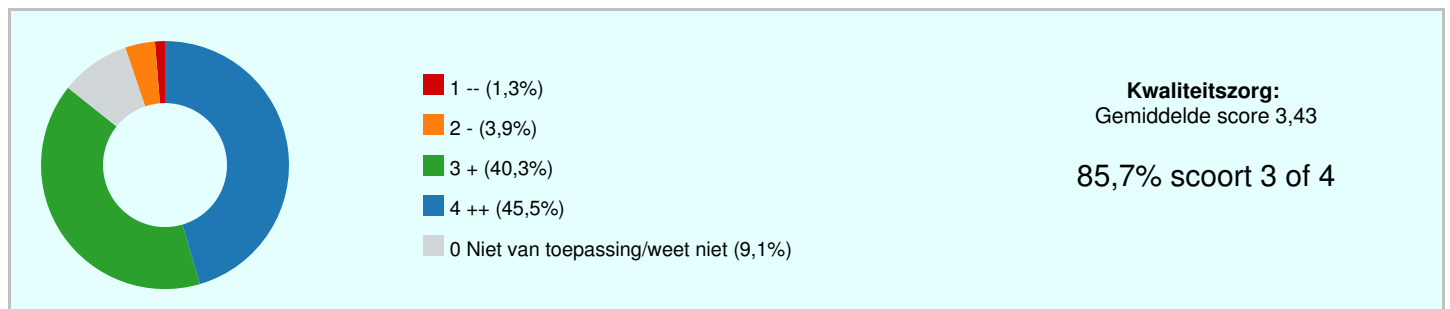 1 -- (1,3%)
2 - (3,9%)
3 + (40,3%)
4 ++ (45,5%)
0 Niet van toepassing/weet niet (9,1%)
Kwaliteitszorg:
Gemiddelde score 3,43
85,7% scoort 3 of 4